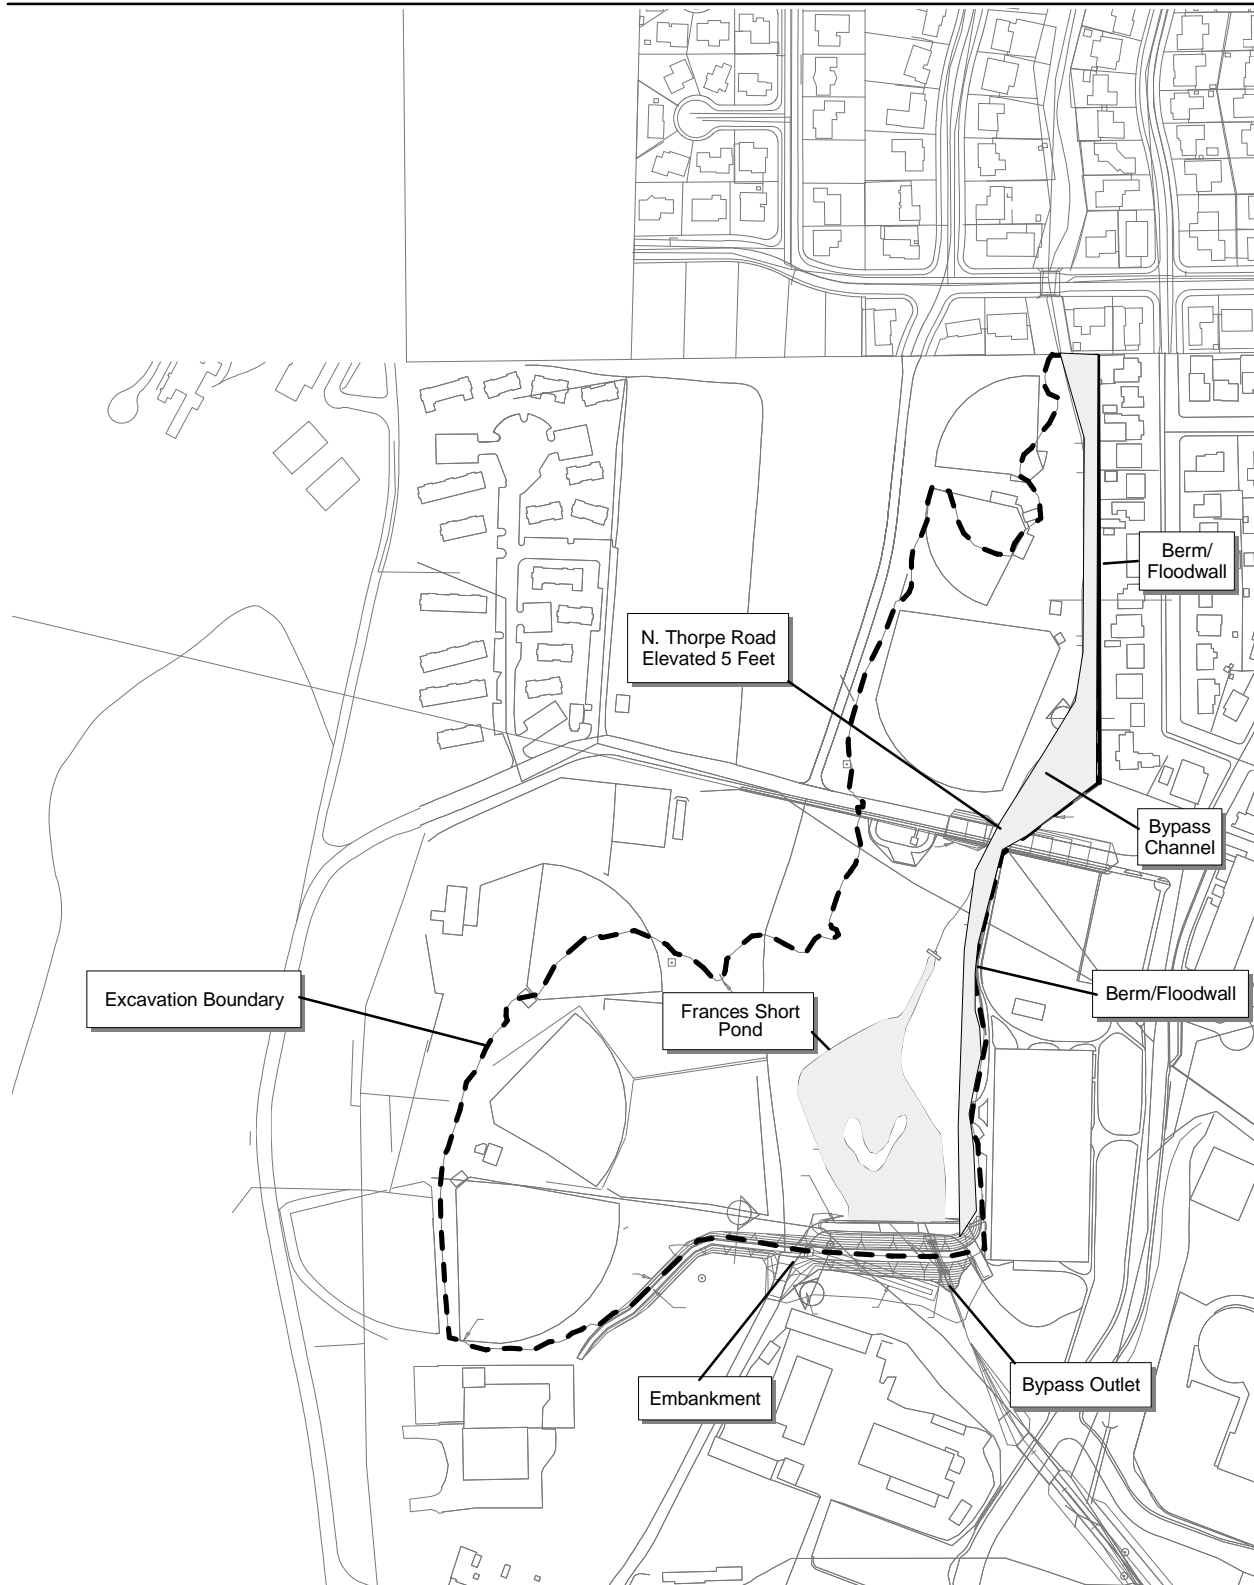 Berm/
Floodwall
N. Thorpe Road
Elevated 5 Feet
Bypass
Channel
Excavation Boundary
Berm/Floodwall
Frances Short
Pond
Embankment
Bypass Outlet